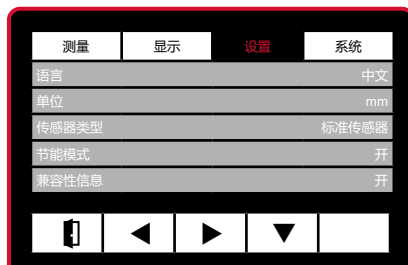 测量 显示 设置 系统
语言 中文
单位 mm
传感器类型 标准传感器
节能模式 开
兼容性信息 开